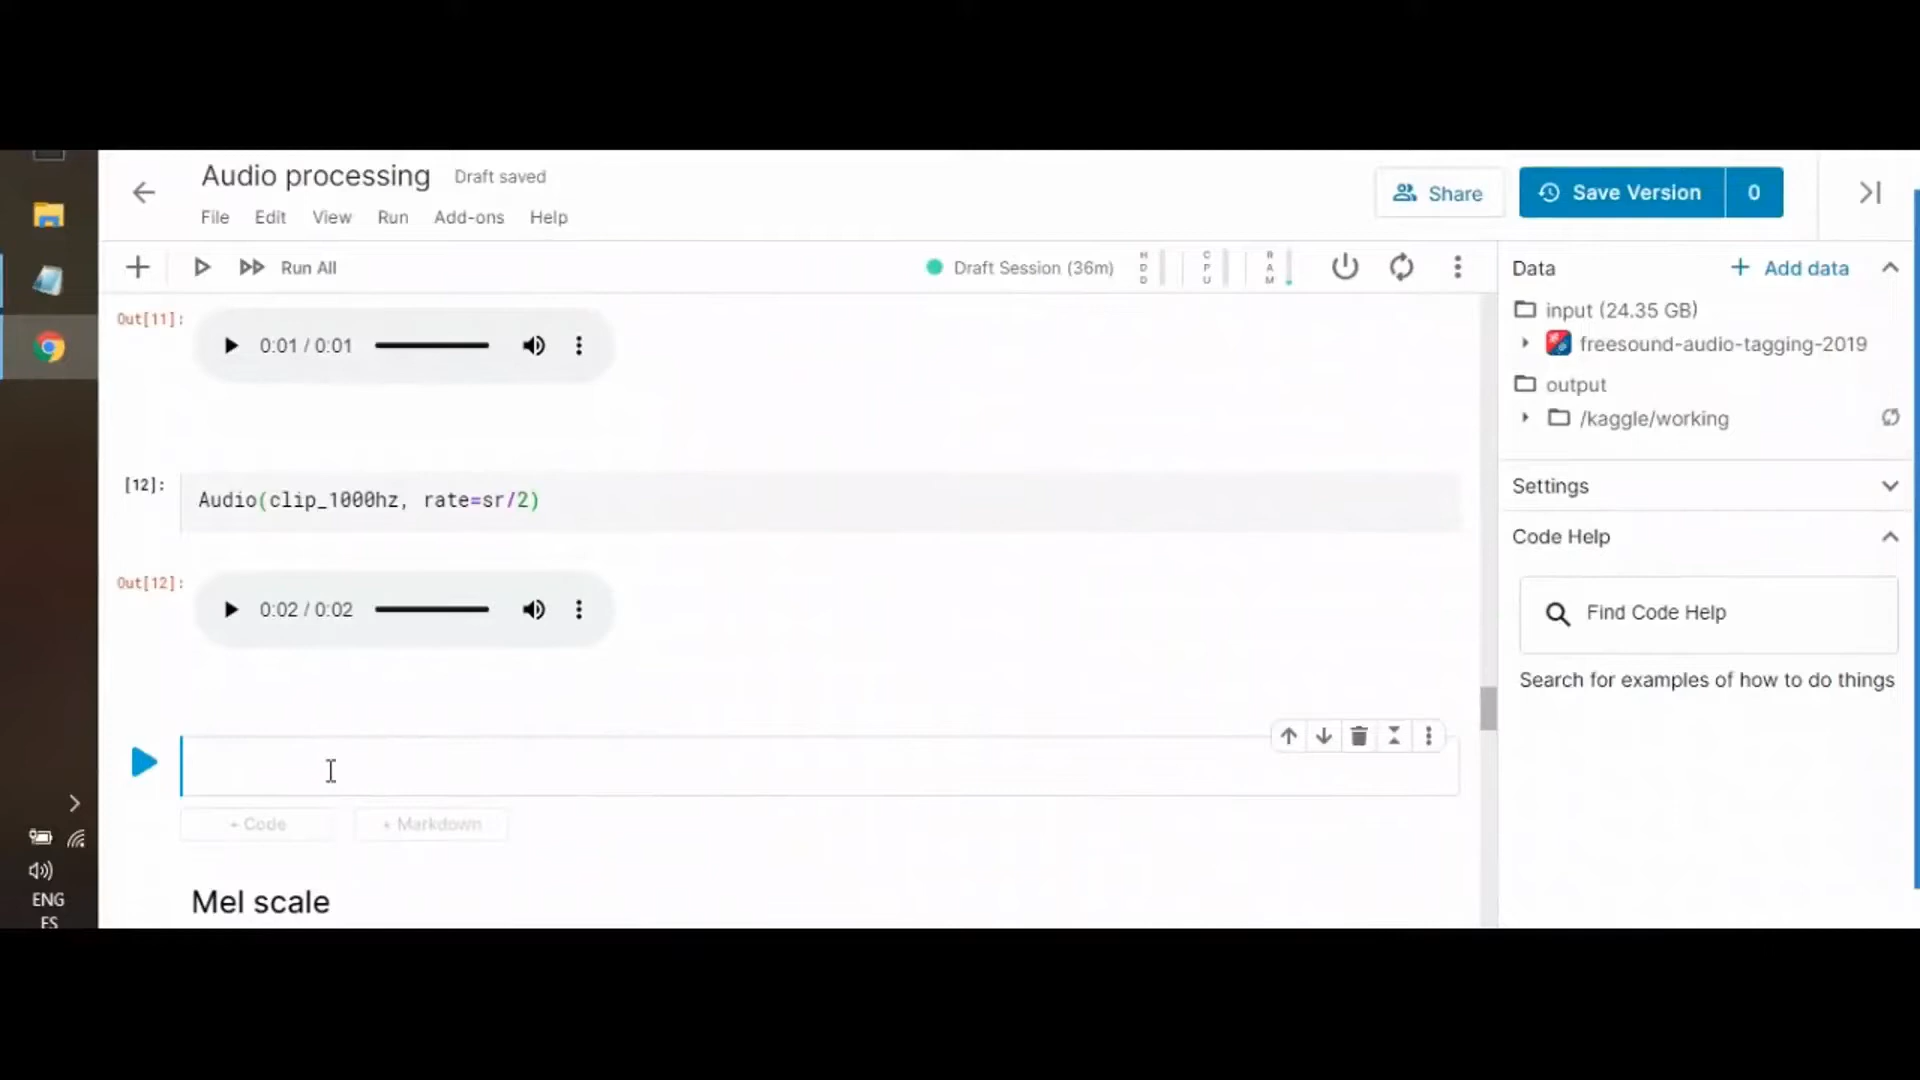 Audio processing Draft saved
File Edit View Run Add-ons Help
Share
Save Version 0
Run All
Draft Session (36m)
HDD
CPU
RAM
Out[11]:
0:01 / 0:01
[12]:
Audio(clip_1000hz, rate=sr/2)
Out[12]:
0:02 / 0:02
+ Code
+ Markdown
Mel scale
Data
+ Add data
input (24.35 GB)
freesound-audio-tagging-2019
output
/kaggle/working
Settings
Code Help
Find Code Help
Search for examples of how to do things
ENG
ES